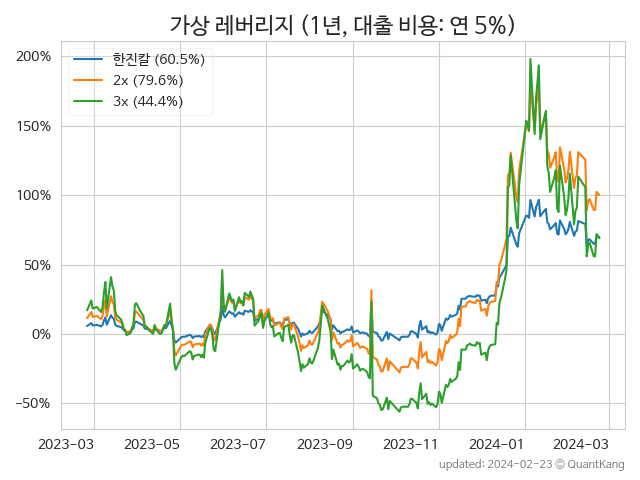 가상 레버리지 (1년, 대출 비용: 연 5%)
한진칼 (60.5%)
2x (79.6%)
3x (44.4%)
200%
150%
100%
50%
0%
−50%
2023-03 2023-05 2023-07 2023-09 2023-11 2024-01 2024-03
updated: 2024-02-23 © QuantKang